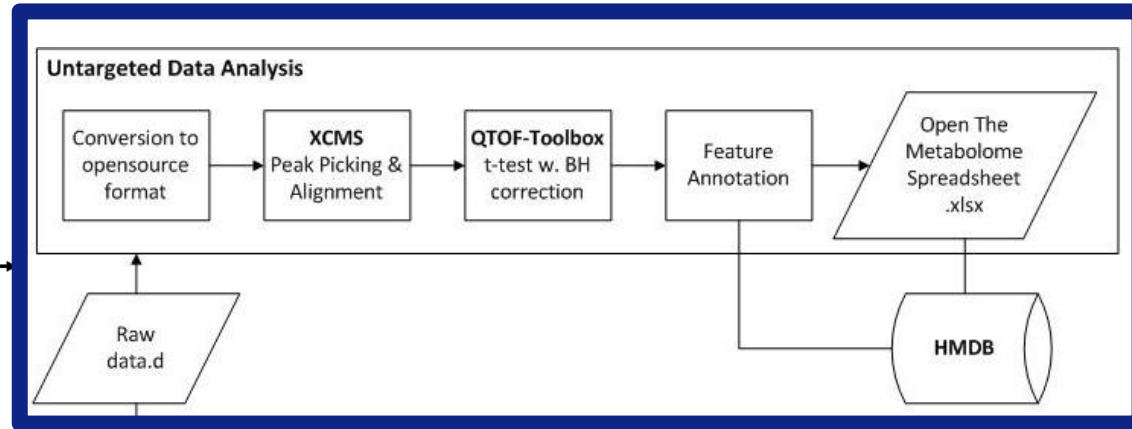 Untargeted Data Analysis
Conversion to
opensource
format
XCMS
Peak Picking &
Alignment
QTOF-Toolbox
t-test w. BH
correction
Feature
Annotation
Open The
Metabolome
Spreadsheet
.xlsx
Raw
data.d
HMDB